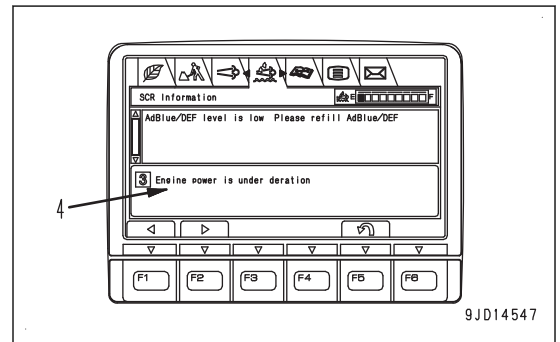 SCR Information
E F
AdBlue/DEF level is low Please refill AdBlue/DEF
3 Engine power is under deration
4
F1 F2 F3 F4 F5 F6
9JD14547